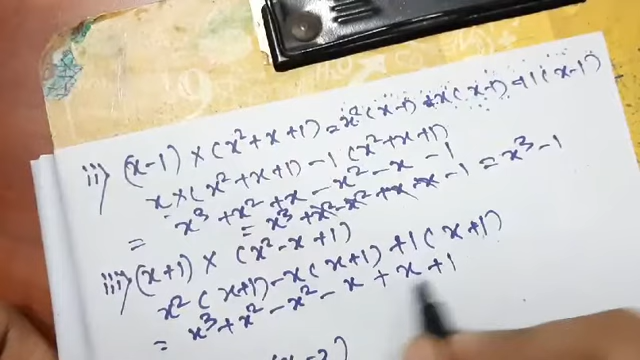 ii) (x-1) × (x²+x+1) = x²(x-1) + x(x-1) + 1(x-1)
x × (x²+x+1) - 1 (x²+x+1)
= x³ + x² + x - x² - x - 1
= x³ + x² - x² + x + x - 1 = x³ - 1
iii) (x+1) × (x²-x+1)
x² (x+1) - x(x+1) + 1(x+1)
= x³ + x² - x² - x + x + 1